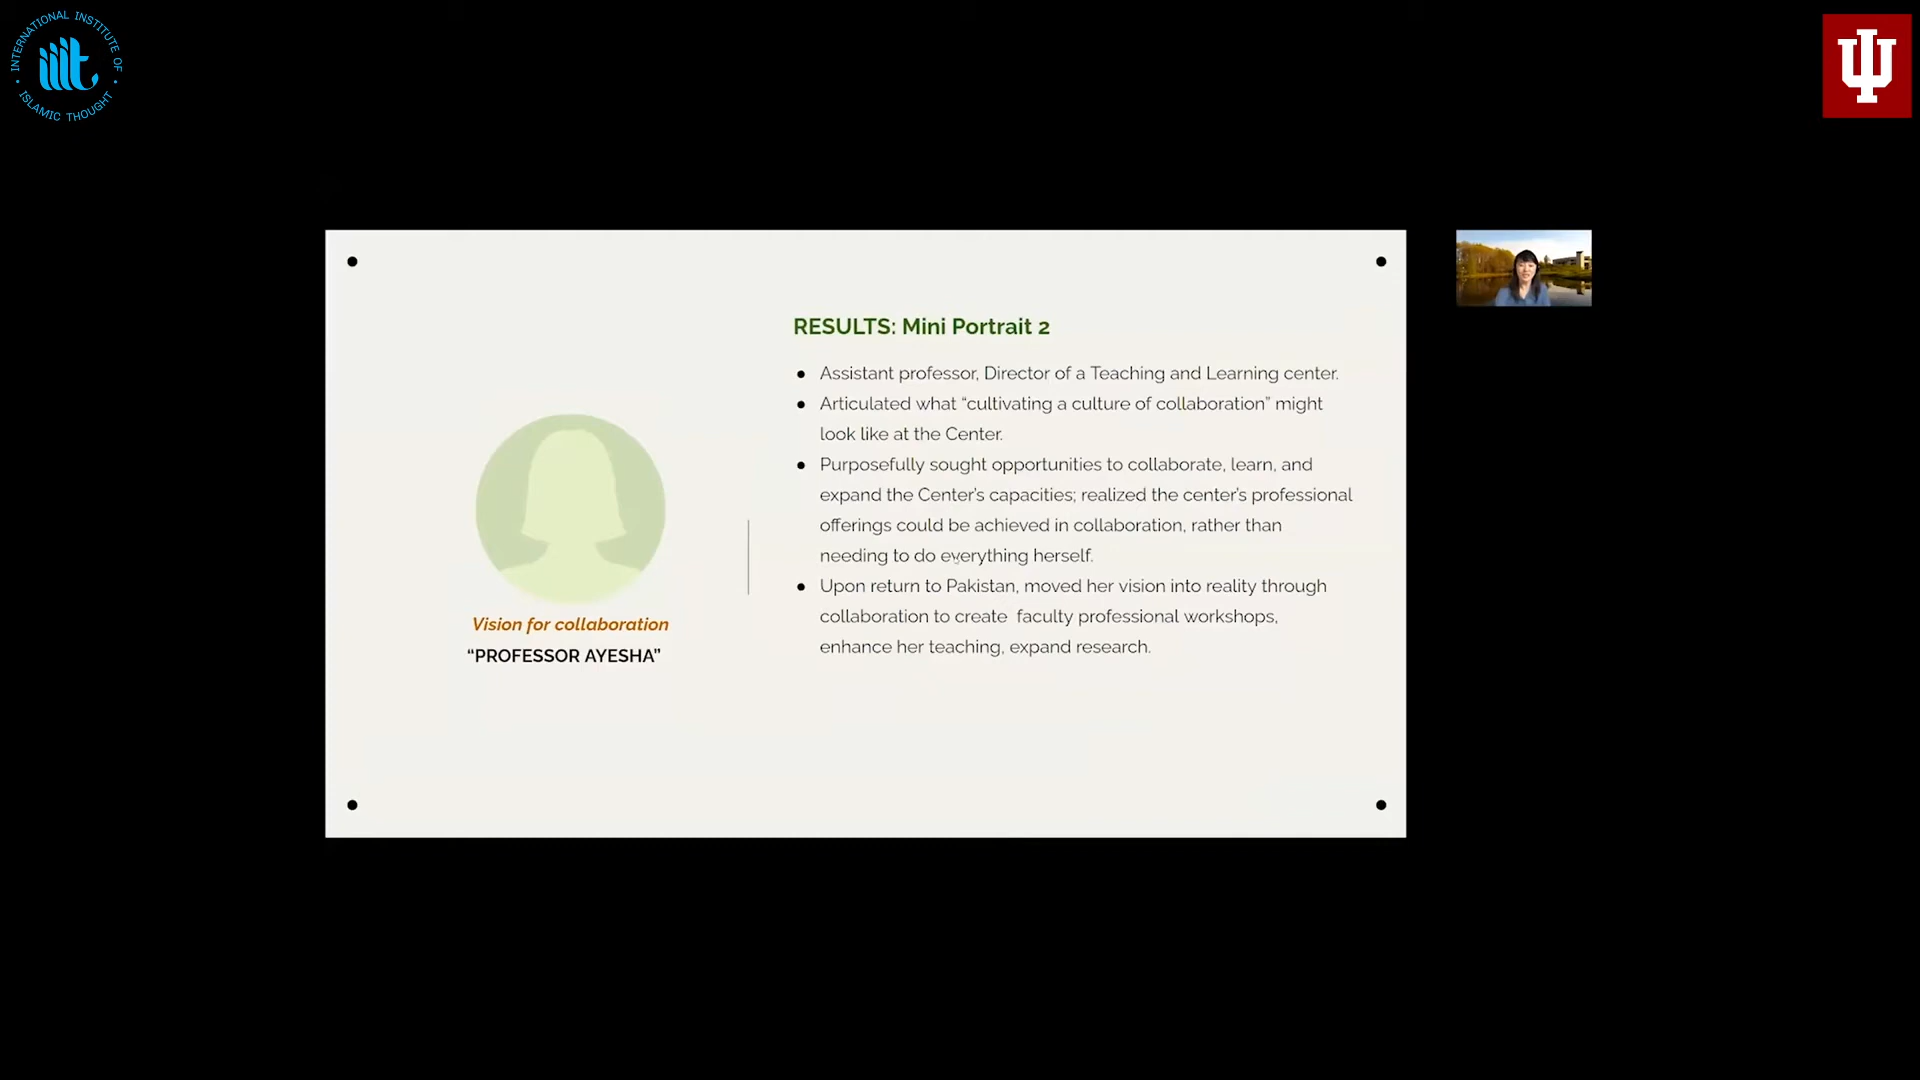 INTERNATIONAL INSTITUTE OF
iiit
ISLAMIC THOUGHT
RESULTS: Mini Portrait 2
● Assistant professor, Director of a Teaching and Learning center.
● Articulated what “cultivating a culture of collaboration” might
look like at the Center.
● Purposefully sought opportunities to collaborate, learn, and
expand the Center’s capacities; realized the center’s professional
offerings could be achieved in collaboration, rather than
needing to do everything herself.
● Upon return to Pakistan, moved her vision into reality through
collaboration to create  faculty professional workshops,
enhance her teaching, expand research.
Vision for collaboration
“PROFESSOR AYESHA”